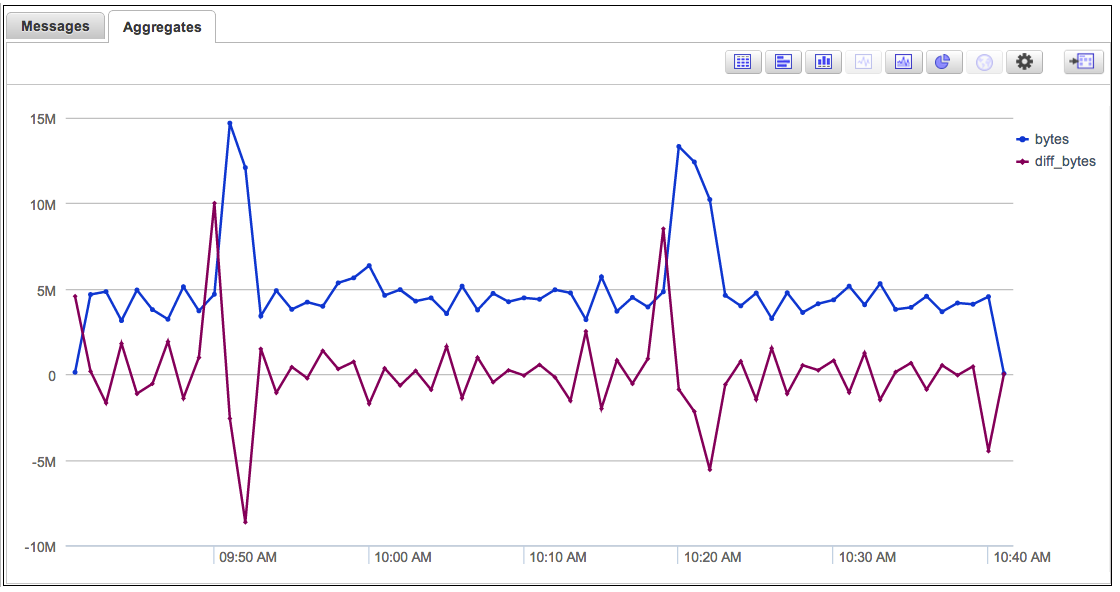 Messages
Aggregates
15M
10M
5M
0
-5M
-10M
bytes
diff_bytes
09:50 AM
10:00 AM
10:10 AM
10:20 AM
10:30 AM
10:40 AM